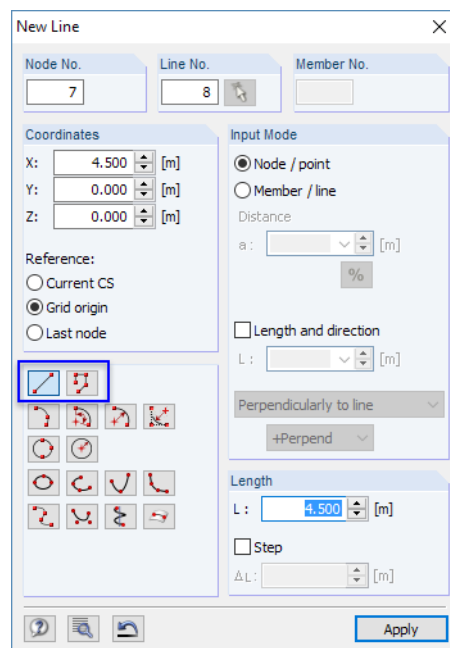 New Line
Node No.
Line No.
Member No.
7
8
Coordinates
X: 4.500 [m]
Y: 0.000 [m]
Z: 0.000 [m]
Reference:
Current CS
Grid origin
Last node
Input Mode
Node / point
Member / line
Distance
a: [m]
%
Length and direction
L: [m]
Perpendicularly to line
+Perpend
Length
L: 4.500 [m]
Step
ΔL: [m]
Apply